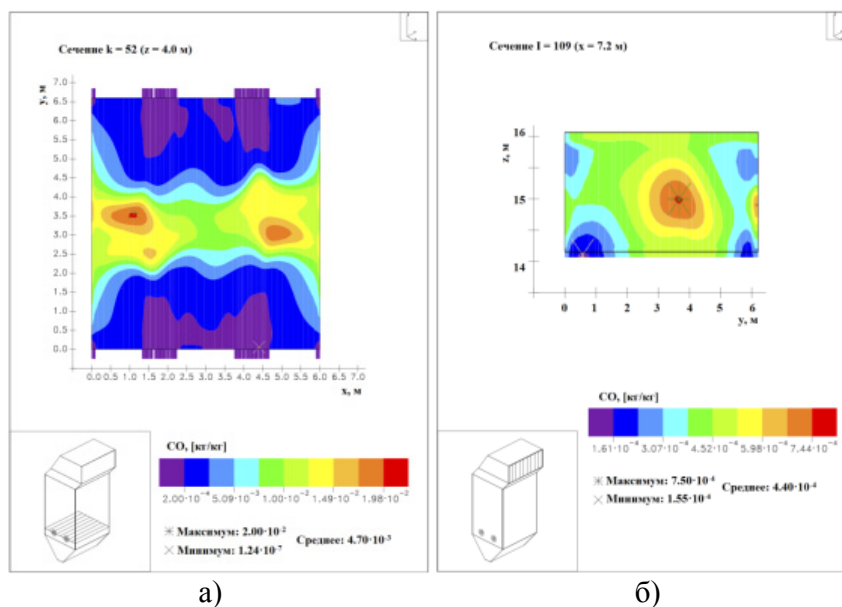 Сечение k = 52 (z = 4.0 м)
y, м
7.0
6.5
6.0
5.5
5.0
4.5
4.0
3.5
3.0
2.5
2.0
1.5
1.0
0.5
0.0
0.0 0.5 1.0 1.5 2.0 2.5 3.0 3.5 4.0 4.5 5.0 5.5 6.0 6.5 7.0
x, м
CO, [кг/кг]
2.00·10⁻⁴ 5.09·10⁻³ 1.00·10⁻² 1.49·10⁻² 1.98·10⁻²
Максимум: 2.00·10⁻²
Среднее: 4.70·10⁻³
Минимум: 1.24·10⁻⁷
а)
Сечение I = 109 (x = 7.2 м)
z, м
16
15
14
0 1 2 3 4 5 6
y, м
CO, [кг/кг]
1.61·10⁻⁴ 3.07·10⁻⁴ 4.52·10⁻⁴ 5.98·10⁻⁴ 7.44·10⁻⁴
Максимум: 7.50·10⁻⁴
Среднее: 4.40·10⁻⁴
Минимум: 1.55·10⁻⁴
б)